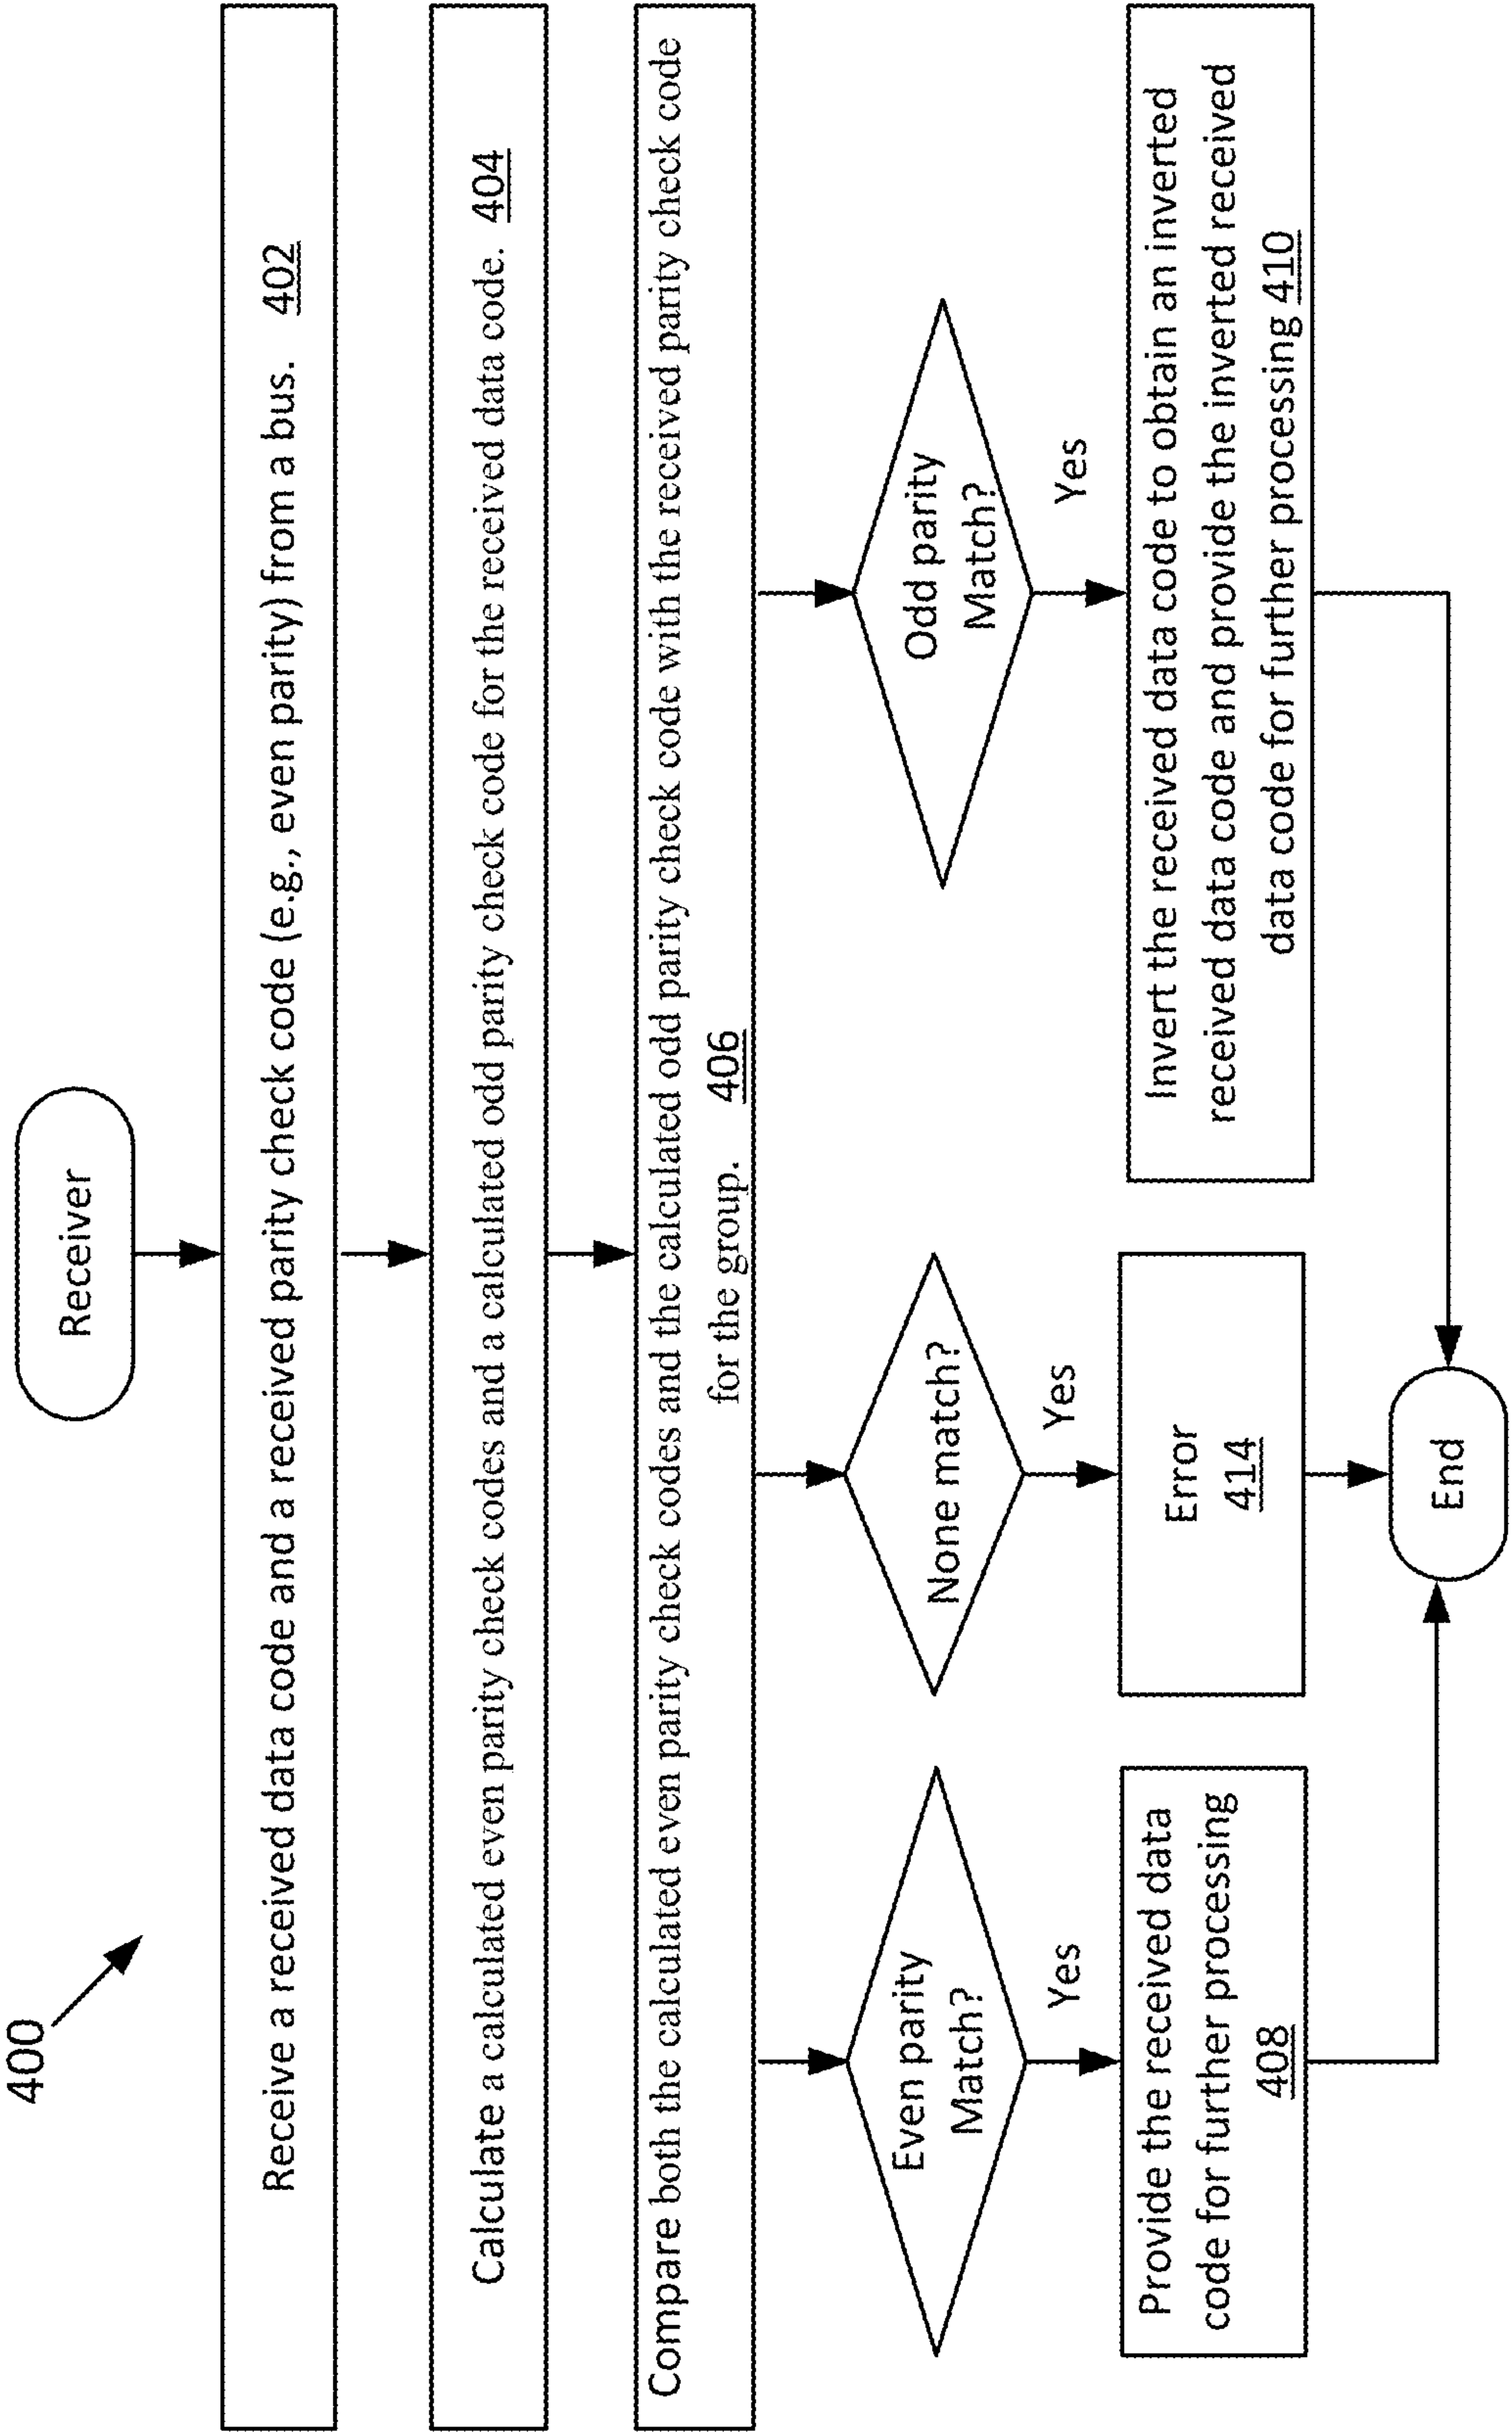 400
Receiver
Receive a received data code and a received parity check code (e.g., even parity) from a bus. 402
Calculate a calculated even parity check codes and a calculated odd parity check code for the received data code. 404
Compare both the calculated even parity check codes and the calculated odd parity check code with the received parity check code
for the group. 406
Even parity
Match?
Yes
Provide the received data
code for further processing
408
None match?
Yes
Error
414
Odd parity
Match?
Yes
Invert the received data code to obtain an inverted
received data code and provide the inverted received
data code for further processing 410
End